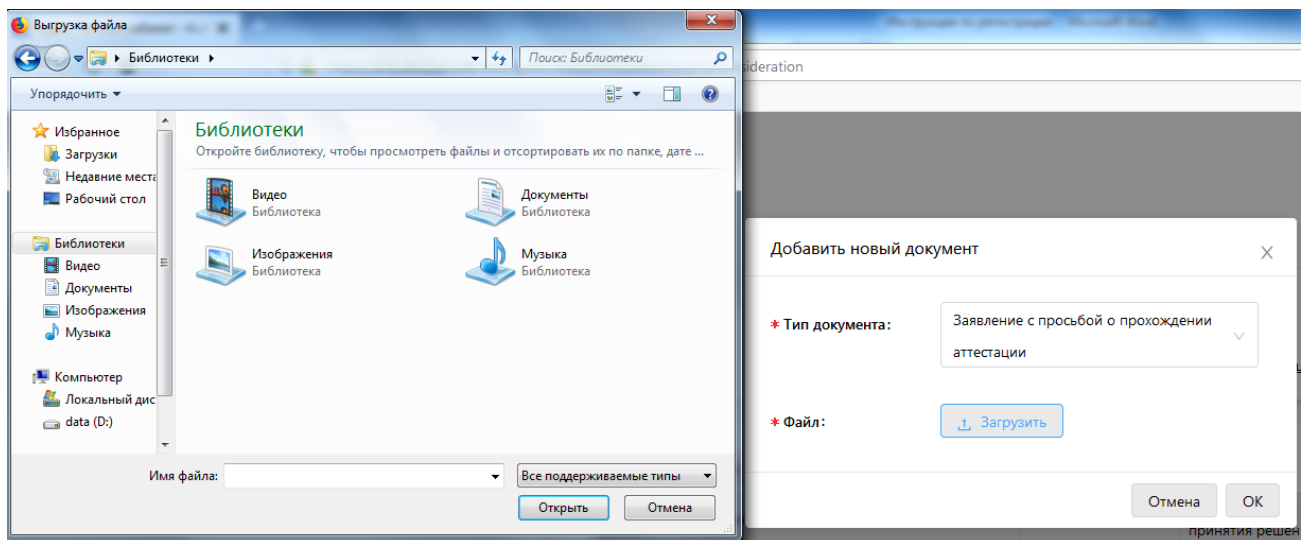 Выгрузка файла
Библиотеки
Поиск: Библиотеки
Упорядочить
Избранное
Загрузки
Недавние места
Рабочий стол
Библиотеки
Видео
Документы
Изображения
Музыка
Компьютер
Локальный дис
data (D:)
Библиотеки
Откройте библиотеку, чтобы просмотреть файлы и отсортировать их по папке, дате ...
Видео
Библиотека
Документы
Библиотека
Изображения
Библиотека
Музыка
Библиотека
Имя файла:
Все поддерживаемые типы
Открыть
Отмена
sideration
Добавить новый документ
* Тип документа:
Заявление с просьбой о прохождении
аттестации
* Файл:
Загрузить
Отмена
OK
принятия решен